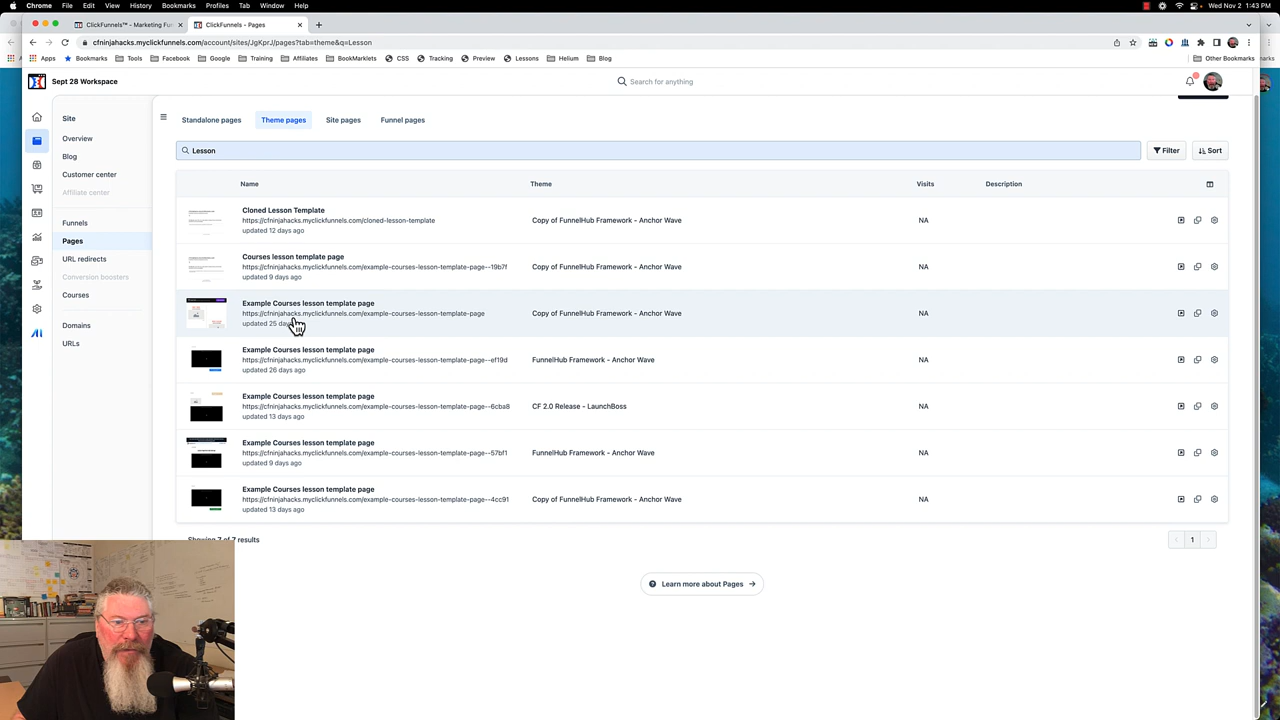 Chrome File Edit View History Bookmarks Profiles Tab Window Help Wed Nov 2 1:43 PM
ClickFunnels™ - Marketing Fu ClickFunnels - Pages
cfninjahacks.myclickfunnels.com/account/sites/JgKprJ/pages?tab=theme&q=Lesson
Apps Bookmarks Tools Facebook Google Training Affiliates BookMarklets CSS Tracking Preview Lessons Helium Blog Other Bookmarks
Sept 28 Workspace Search for anything
Site
Overview
Blog
Customer center
Affiliate center
Funnels
Pages
URL redirects
Conversion boosters
Courses
Domains
URLs
Standalone pages Theme pages Site pages Funnel pages
Lesson Filter Sort
Name Theme Visits Description
Cloned Lesson Template
https://cfninjahacks.myclickfunnels.com/cloned-lesson-template Copy of FunnelHub Framework - Anchor Wave NA
updated 12 days ago
Courses lesson template page
https://cfninjahacks.myclickfunnels.com/example-courses-lesson-template-page--19b7f Copy of FunnelHub Framework - Anchor Wave NA
updated 9 days ago
Example Courses lesson template page
https://cfninjahacks.myclickfunnels.com/example-courses-lesson-template-page Copy of FunnelHub Framework - Anchor Wave NA
updated 25 da
Example Courses lesson template page
https://cfninjahacks.myclickfunnels.com/example-courses-lesson-template-page--ef19d FunnelHub Framework - Anchor Wave NA
updated 26 days ago
Example Courses lesson template page
https://cfninjahacks.myclickfunnels.com/example-courses-lesson-template-page--6cba8 CF 2.0 Release - LaunchBoss NA
updated 13 days ago
Example Courses lesson template page
https://cfninjahacks.myclickfunnels.com/example-courses-lesson-template-page--57bf1 FunnelHub Framework - Anchor Wave NA
updated 9 days ago
Example Courses lesson template page
https://cfninjahacks.myclickfunnels.com/example-courses-lesson-template-page--4cc91 Copy of FunnelHub Framework - Anchor Wave NA
updated 13 days ago
Showing 7 of 7 results 1
Learn more about Pages